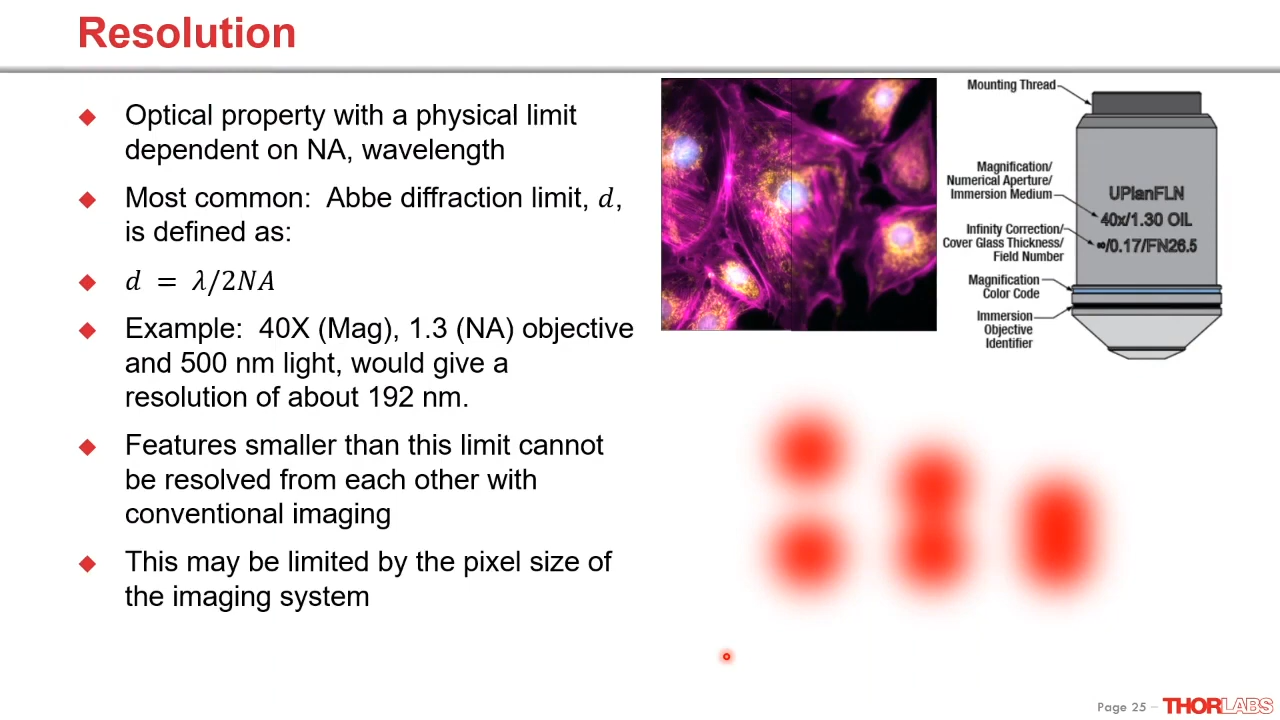 Resolution
Optical property with a physical limit
dependent on NA, wavelength
Most common: Abbe diffraction limit, d,
is defined as:
d = λ/2NA
Example: 40X (Mag), 1.3 (NA) objective
and 500 nm light, would give a
resolution of about 192 nm.
Features smaller than this limit cannot
be resolved from each other with
conventional imaging
This may be limited by the pixel size of
the imaging system
Mounting Thread
Magnification/
Numerical Aperture/
Immersion Medium
Infinity Correction/
Cover Glass Thickness/
Field Number
Magnification
Color Code
Immersion
Objective
Identifier
UPlanFLN
40x/1.30 OIL
∞/0.17/FN26.5
Page 25 –
THORLABS